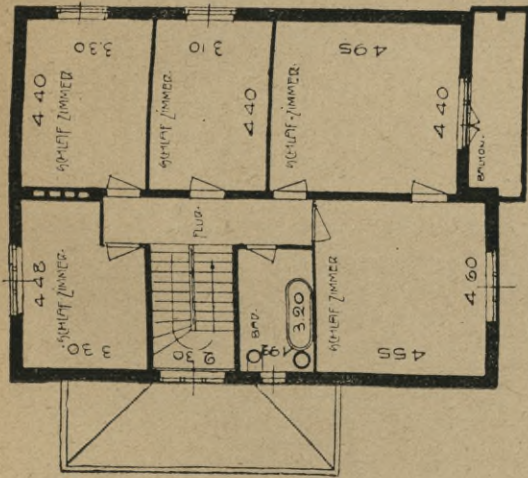 3.30
4 40
SCHLAF ZIMMER.
3 10
4 40
SCHLAF ZIMMER.
4 95
4 40
SCHLAF-ZIMMER.
BALKON.
FLUR.
4 48
SCHLAF ZIMMER.
3 30
2 30
BAD.
3.20
SCHLAF ZIMMER
4 60
4 55